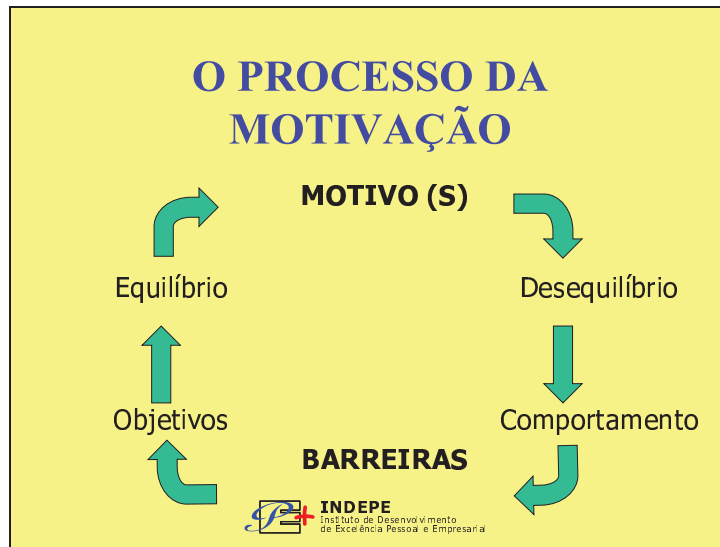 O PROCESSO DA
MOTIVAÇÃO
MOTIVO (S)
Equilíbrio
Desequilíbrio
Objetivos
Comportamento
BARREIRAS
INDEPE
Instituto de Desenvolvimento
de Excelência Pessoal e Empresarial